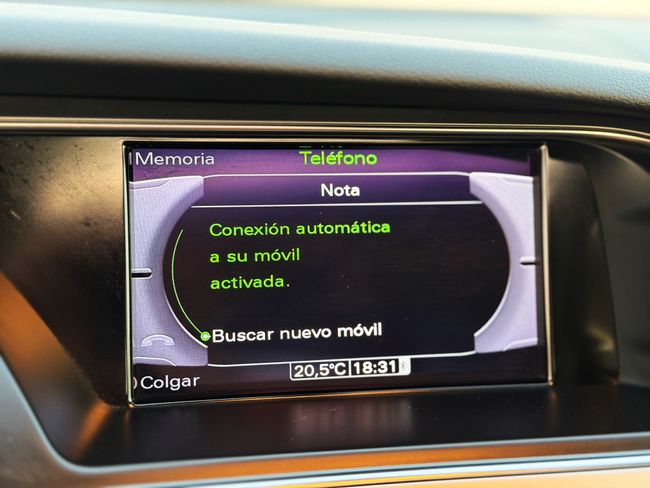 Memoria
Teléfono
Nota
Conexión automática
a su móvil
activada.
Buscar nuevo móvil
20,5°C 18:31
Colgar